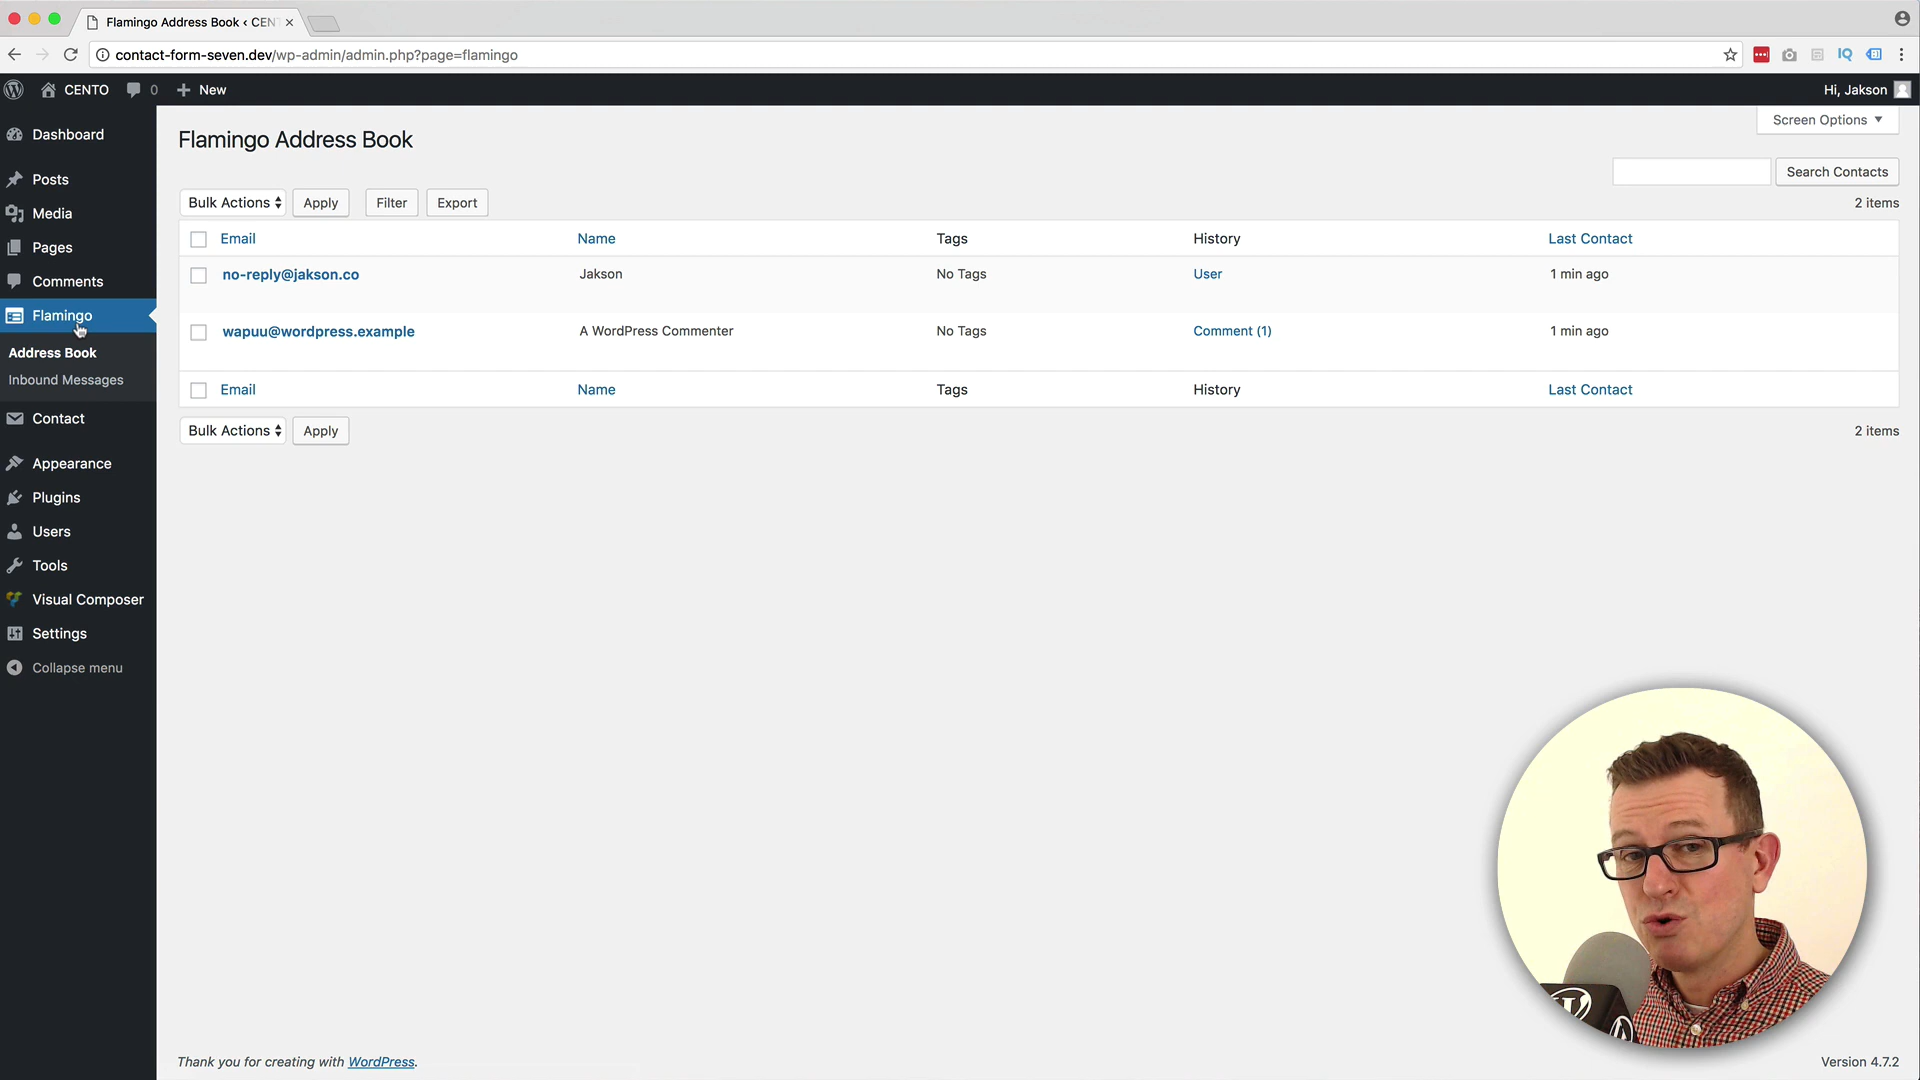 Flamingo Address Book ‹ CEN
contact-form-seven.dev/wp-admin/admin.php?page=flamingo
CENTO 0 New Hi, Jakson
Screen Options
Dashboard
Posts
Media
Pages
Comments
Flamingo
Address Book
Inbound Messages
Contact
Appearance
Plugins
Users
Tools
Visual Composer
Settings
Collapse menu
Flamingo Address Book
Search Contacts
Bulk Actions Apply Filter Export 2 items
Email Name Tags History Last Contact
no-reply@jakson.co Jakson No Tags User 1 min ago
wapuu@wordpress.example A WordPress Commenter No Tags Comment (1) 1 min ago
Email Name Tags History Last Contact
Bulk Actions Apply 2 items
Thank you for creating with WordPress. Version 4.7.2